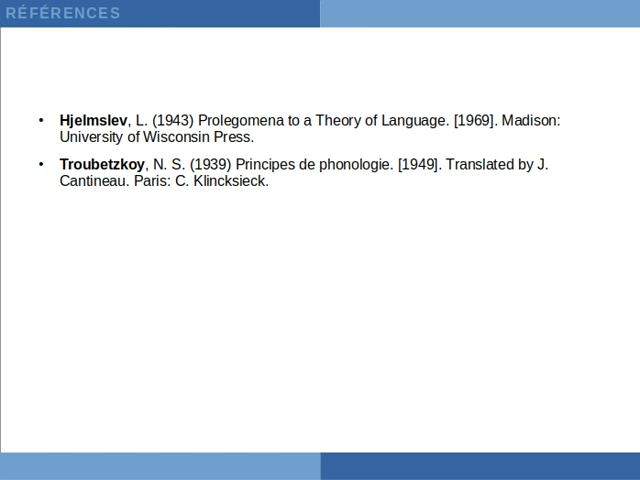 RÉFÉRENCES
• Hjelmslev, L. (1943) Prolegomena to a Theory of Language. [1969]. Madison:
University of Wisconsin Press.
• Troubetzkoy, N. S. (1939) Principes de phonologie. [1949]. Translated by J.
Cantineau. Paris: C. Klincksieck.